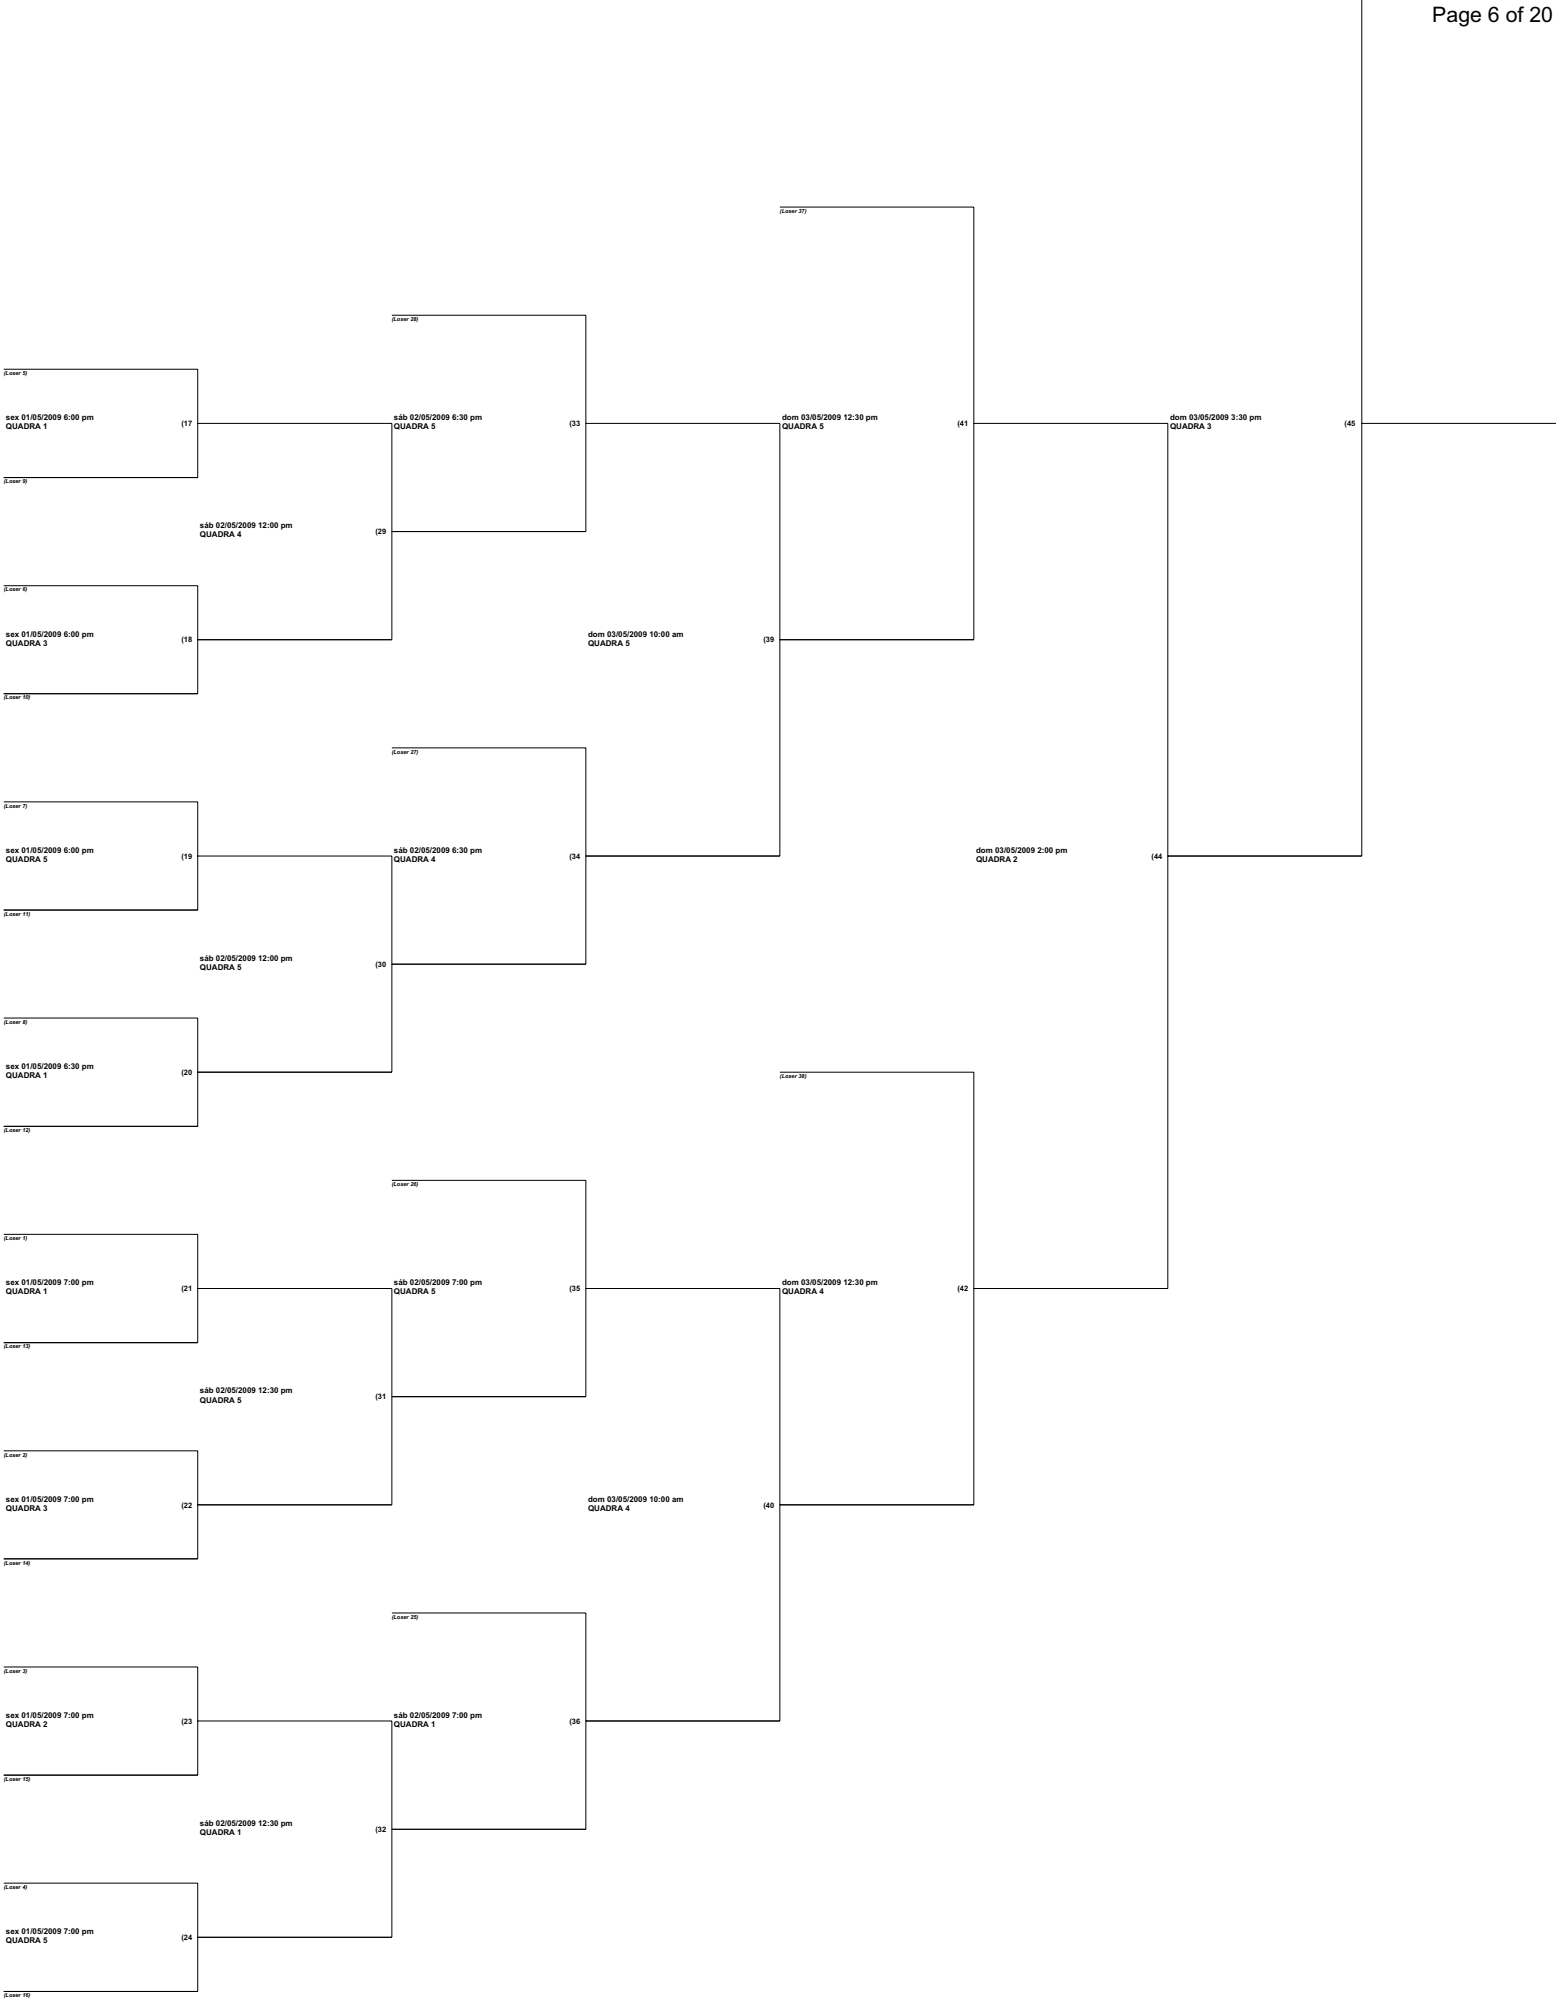 Page 6 of 20
(Loser 37)
(Loser 28)
(Loser 5)
sex 01/05/2009 6:00 pm
QUADRA 1
(17
sáb 02/05/2009 6:30 pm
QUADRA 5
(33
dom 03/05/2009 12:30 pm
QUADRA 5
(41
dom 03/05/2009 3:30 pm
QUADRA 3
(45
(Loser 9)
sáb 02/05/2009 12:00 pm
QUADRA 4
(29
(Loser 6)
sex 01/05/2009 6:00 pm
QUADRA 3
(18
dom 03/05/2009 10:00 am
QUADRA 5
(39
(Loser 10)
(Loser 27)
(Loser 7)
sex 01/05/2009 6:00 pm
QUADRA 5
(19
sáb 02/05/2009 6:30 pm
QUADRA 4
(34
dom 03/05/2009 2:00 pm
QUADRA 2
(44
(Loser 11)
sáb 02/05/2009 12:00 pm
QUADRA 5
(30
(Loser 8)
sex 01/05/2009 6:30 pm
QUADRA 1
(20
(Loser 38)
(Loser 12)
(Loser 26)
(Loser 1)
sex 01/05/2009 7:00 pm
QUADRA 1
(21
sáb 02/05/2009 7:00 pm
QUADRA 5
(35
dom 03/05/2009 12:30 pm
QUADRA 4
(42
(Loser 13)
sáb 02/05/2009 12:30 pm
QUADRA 5
(31
(Loser 2)
sex 01/05/2009 7:00 pm
QUADRA 3
(22
dom 03/05/2009 10:00 am
QUADRA 4
(40
(Loser 14)
(Loser 25)
(Loser 3)
sex 01/05/2009 7:00 pm
QUADRA 2
(23
sáb 02/05/2009 7:00 pm
QUADRA 1
(36
(Loser 15)
sáb 02/05/2009 12:30 pm
QUADRA 1
(32
(Loser 4)
sex 01/05/2009 7:00 pm
QUADRA 5
(24
(Loser 16)